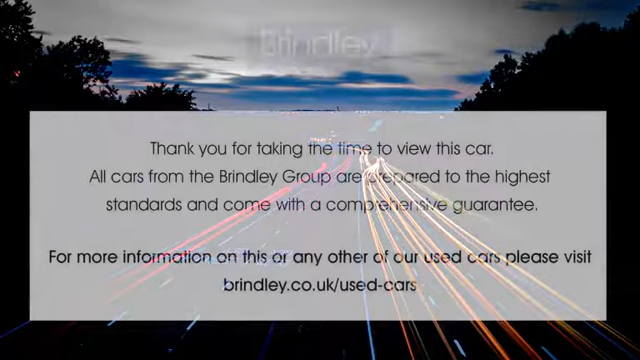 Brindley
Thank you for taking the time to view this car.
All cars from the Brindley Group are prepared to the highest
standards and come with a comprehensive guarantee.
For more information on this or any other of our used cars please visit
brindley.co.uk/used-cars